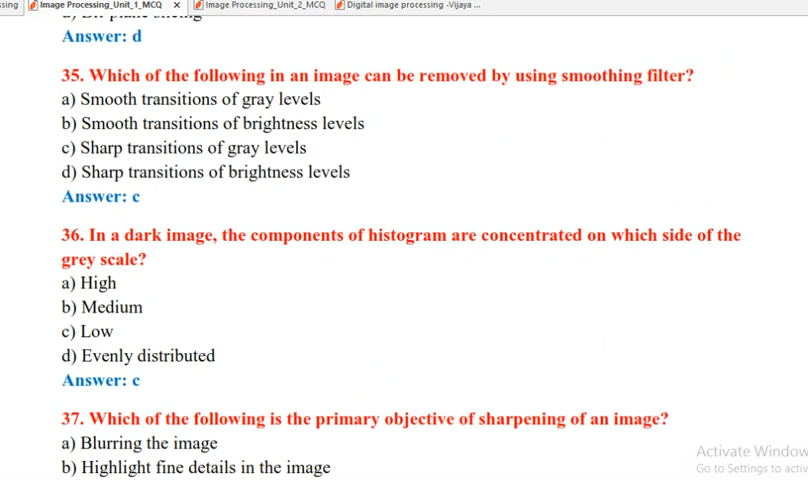 ssing Image Processing_Unit_1_MCQ × Image Processing_Unit_2_MCQ Digital image processing -Vijaya ...
Answer: d
35. Which of the following in an image can be removed by using smoothing filter?
a) Smooth transitions of gray levels
b) Smooth transitions of brightness levels
c) Sharp transitions of gray levels
d) Sharp transitions of brightness levels
Answer: c
36. In a dark image, the components of histogram are concentrated on which side of the
grey scale?
a) High
b) Medium
c) Low
d) Evenly distributed
Answer: c
37. Which of the following is the primary objective of sharpening of an image?
a) Blurring the image
b) Highlight fine details in the image
Activate Window
Go to Settings to activ